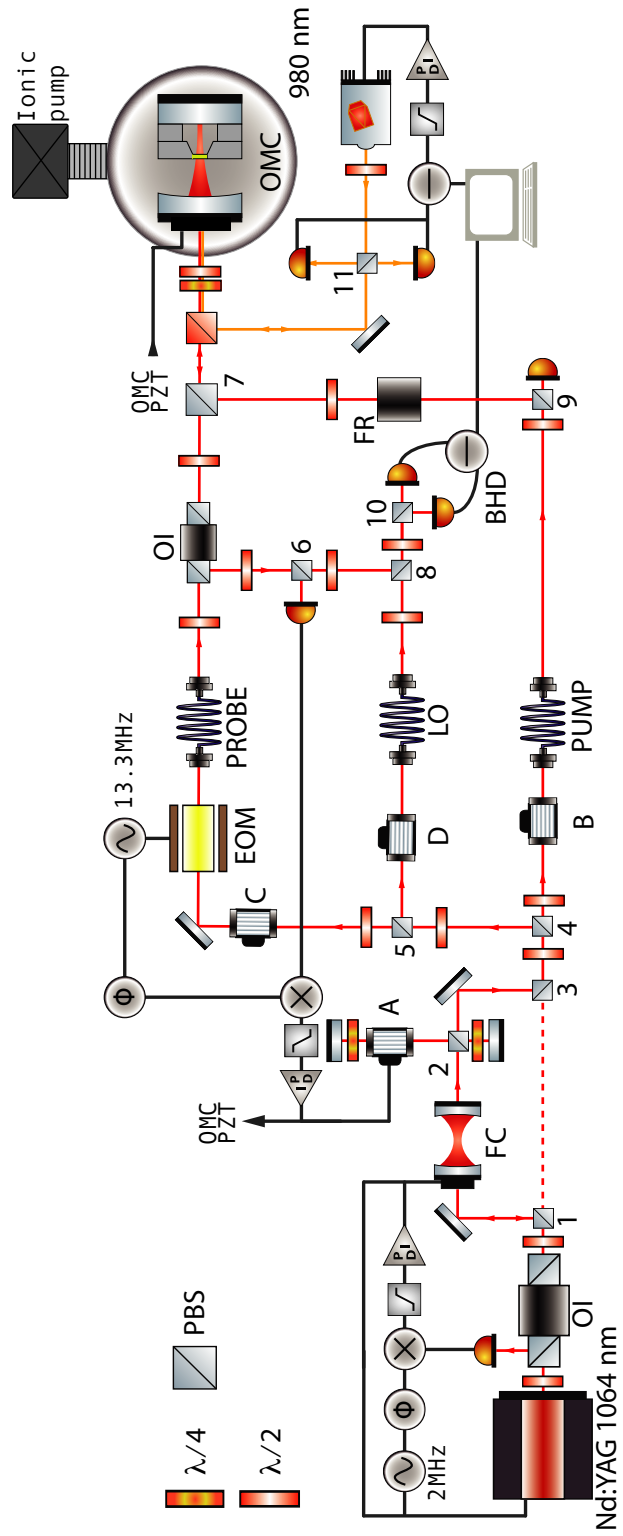 Ionic
pump
OMC
980 nm
P
I
D
11
OMC
PZT
7
FR
9
OI
6
10
8
BHD
PROBE
LO
PUMP
13.3MHz
EOM
C
D
B
5
4
Φ
A
3
2
P
I
D
OMC
PZT
FC
1
P
I
D
OI
Φ
2MHz
Nd:YAG 1064 nm
PBS
λ/4
λ/2